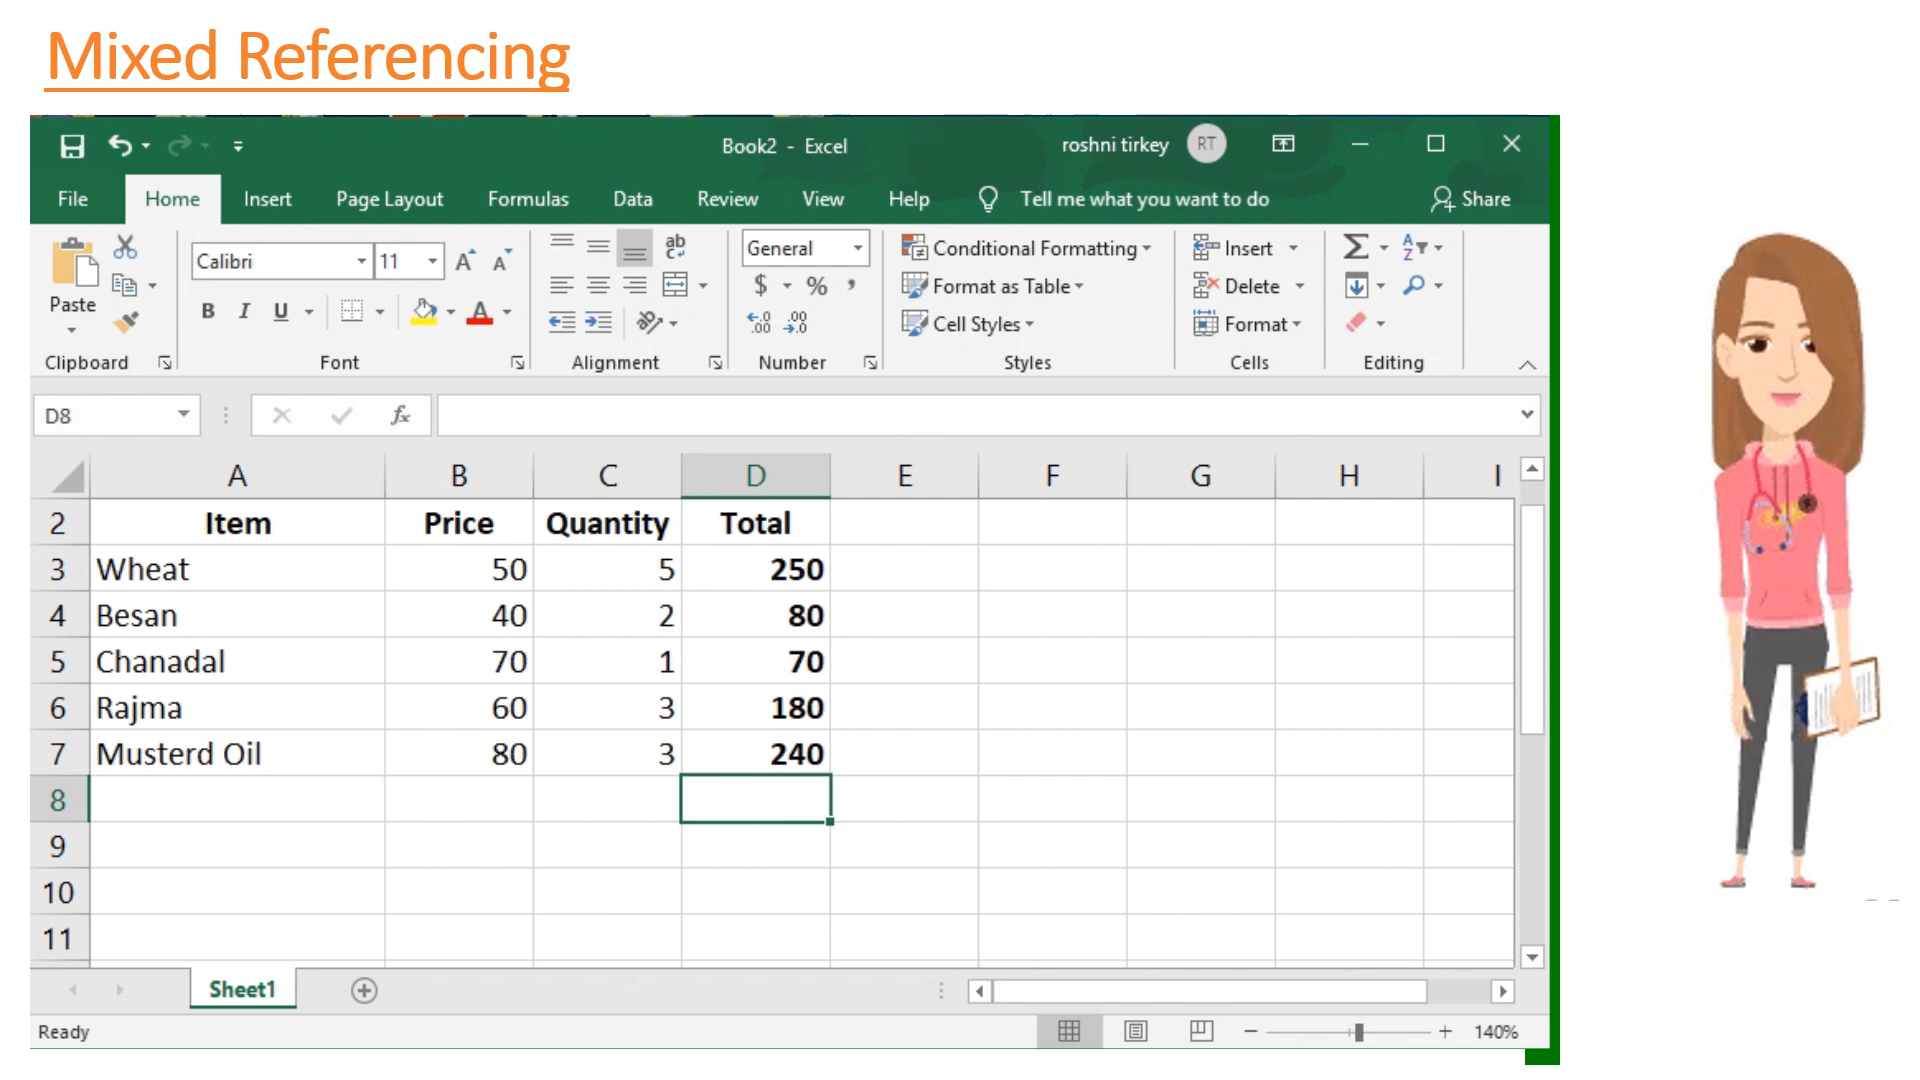 Mixed Referencing
Book2 - Excel
roshni tirkey RT
File Home Insert Page Layout Formulas Data Review View Help Tell me what you want to do Share
Paste
Clipboard
Calibri 11
B I U A
Font
ab
Alignment
General
$ % ,
Number
Conditional Formatting
Format as Table
Cell Styles
Styles
Insert
Delete
Format
Cells
Editing
D8 fx
A B C D E F G H I
2 Item Price Quantity Total
3 Wheat 50 5 250
4 Besan 40 2 80
5 Chanadal 70 1 70
6 Rajma 60 3 180
7 Musterd Oil 80 3 240
8
9
10
11
Sheet1
Ready 140%